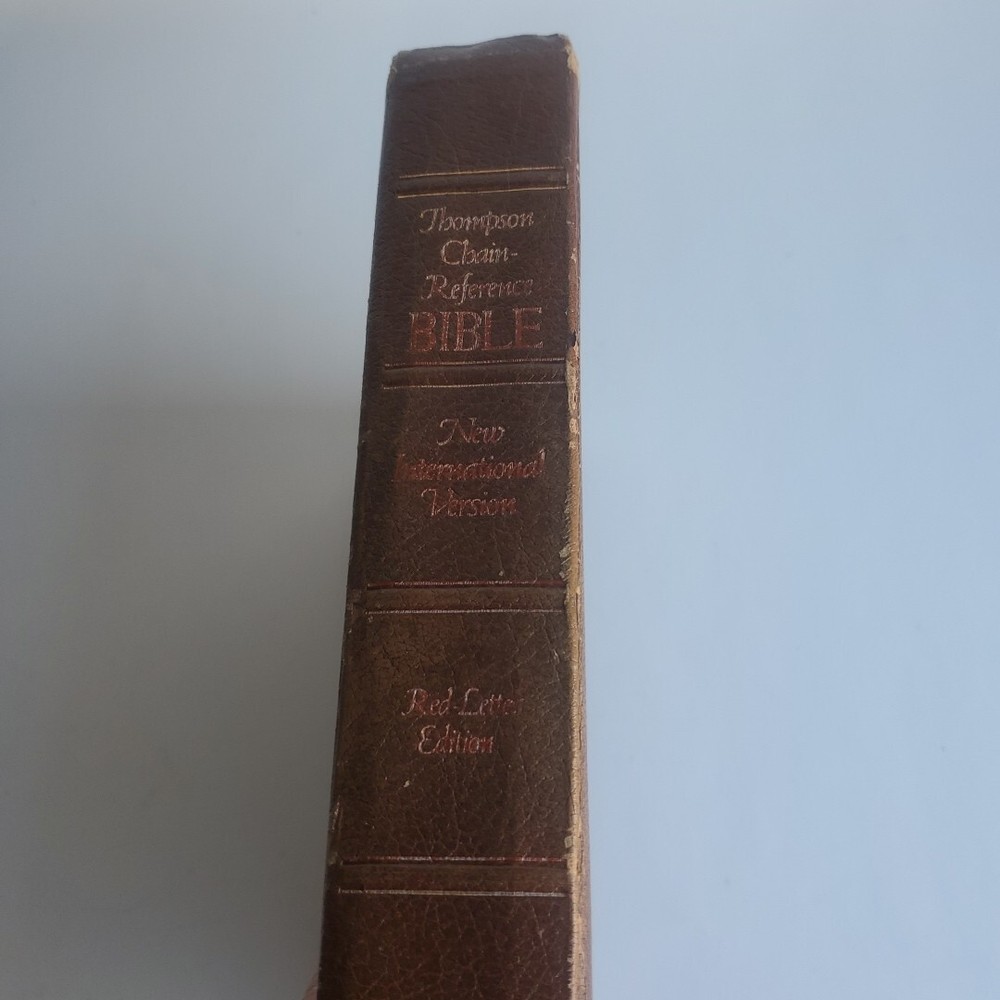 Thompson
Chain-
Reference
BIBLE
New
International
Version
Red-Letter
Edition